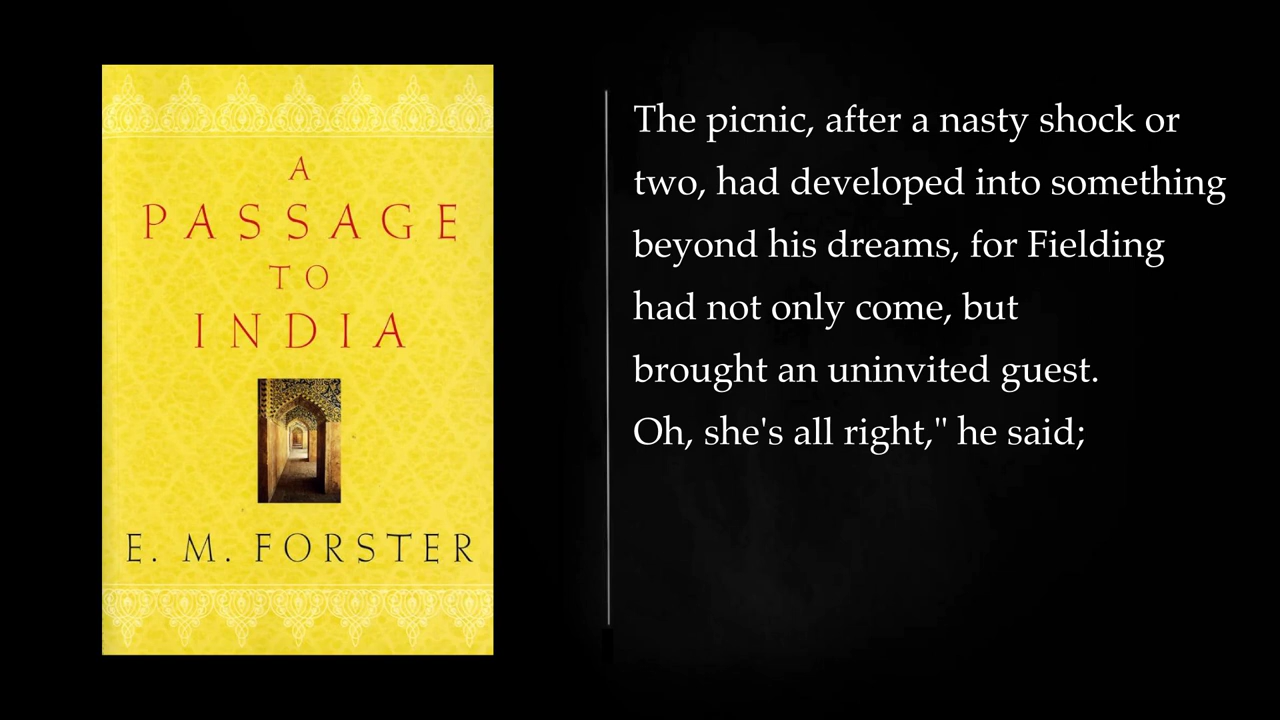 A
PASSAGE
TO
INDIA
E. M. FORSTER
The picnic, after a nasty shock or
two, had developed into something
beyond his dreams, for Fielding
had not only come, but
brought an uninvited guest.
Oh, she's all right," he said;